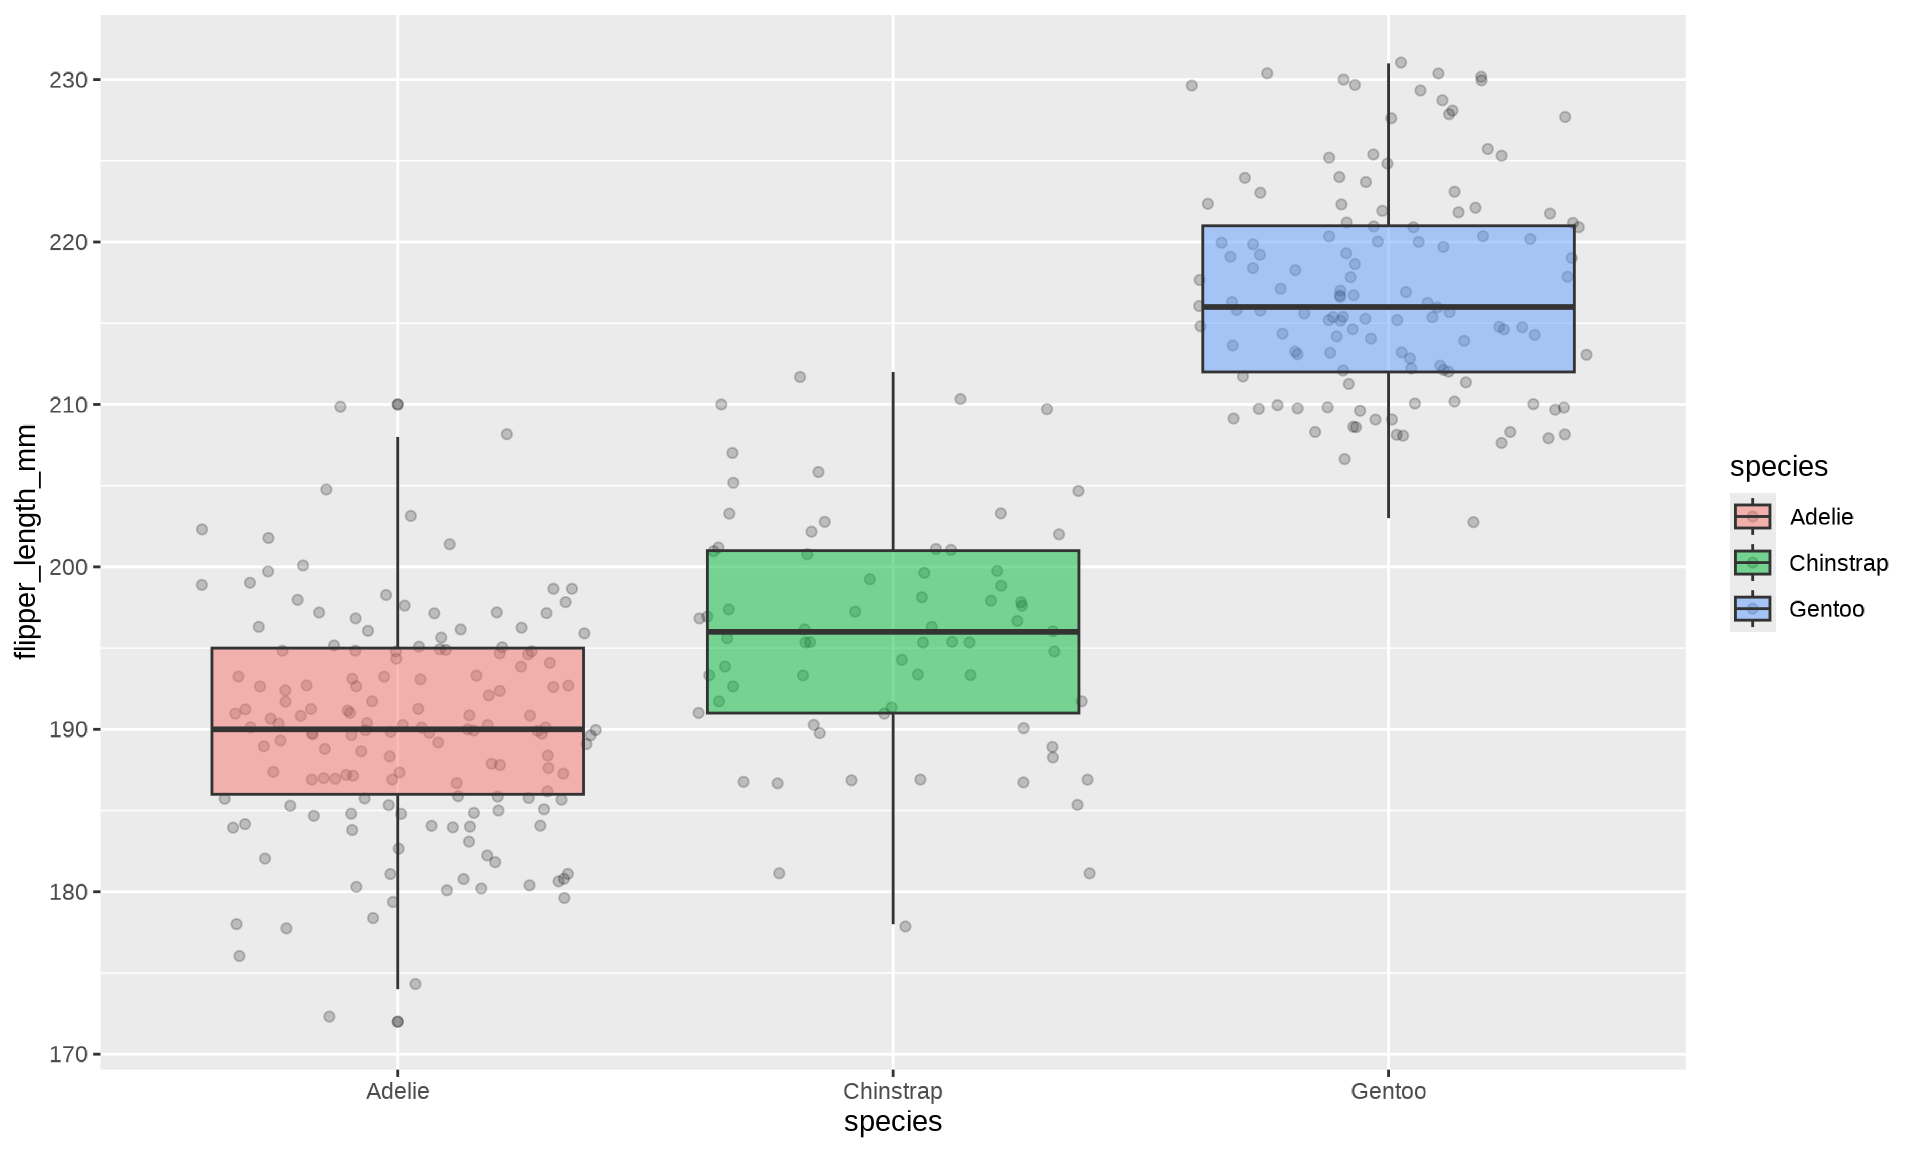 230
220
210
200
190
180
170
flipper_length_mm
Adelie
Chinstrap
Gentoo
species
species
Adelie
Chinstrap
Gentoo